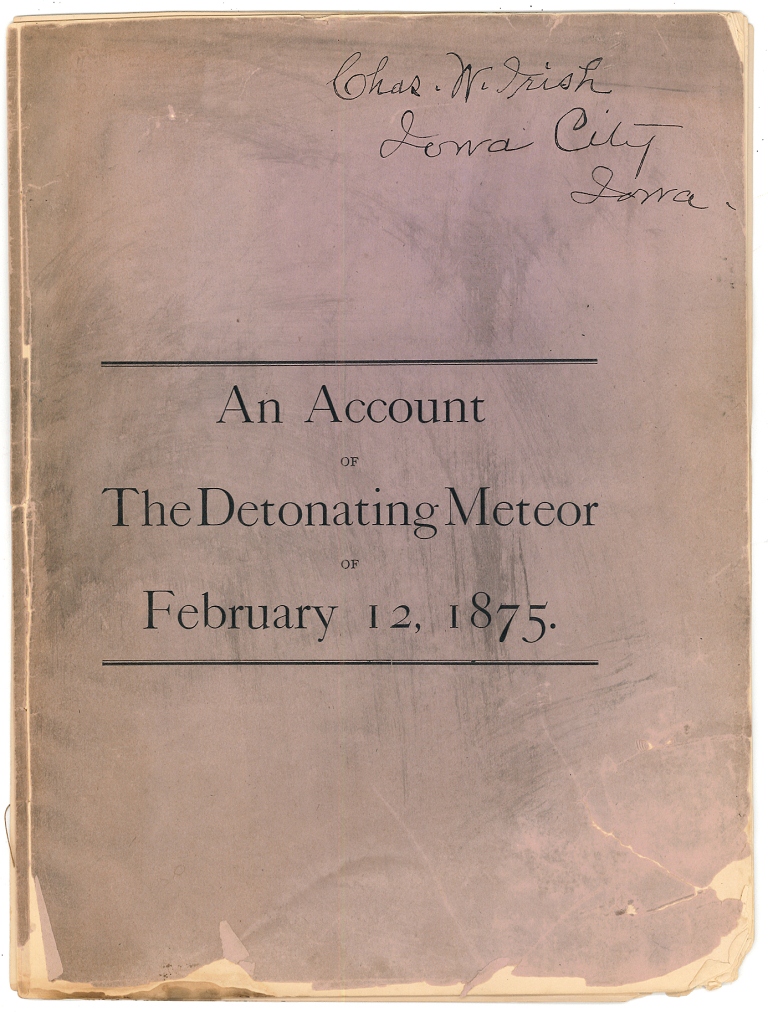 Chas. W. Irish
Iowa City
Iowa.
An Account
OF
The Detonating Meteor
OF
February 12, 1875.